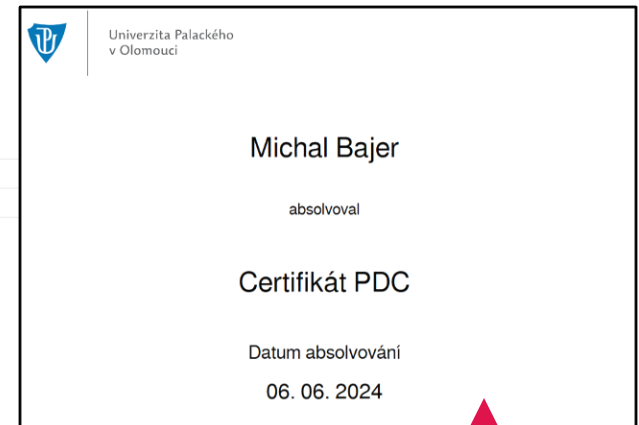 Univerzita Palackého
v Olomouci
Michal Bajer
absolvoval
Certifikát PDC
Datum absolvování
06. 06. 2024